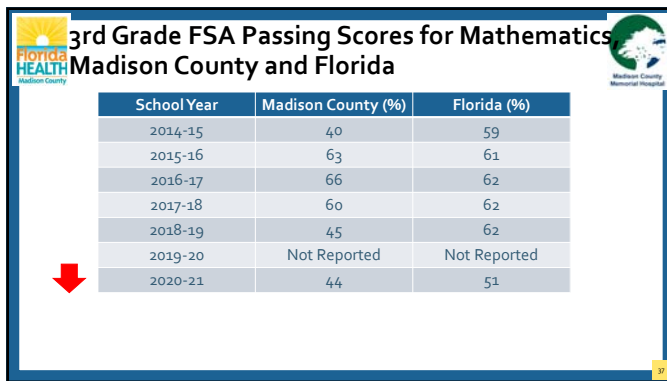 3rd Grade FSA Passing Scores for Mathematics,
Madison County and Florida
Florida
HEALTH
Madison County
Madison County
Memorial Hospital
School Year Madison County (%) Florida (%)
2014-15 40 59
2015-16 63 61
2016-17 66 62
2017-18 60 62
2018-19 45 62
2019-20 Not Reported Not Reported
2020-21 44 51
37